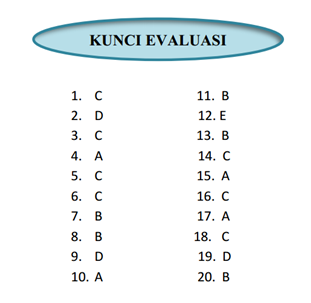 KUNCI EVALUASI
1. C
2. D
3. C
4. A
5. C
6. C
7. B
8. B
9. D
10. A
11. B
12. E
13. B
14. C
15. A
16. C
17. A
18. C
19. D
20. B